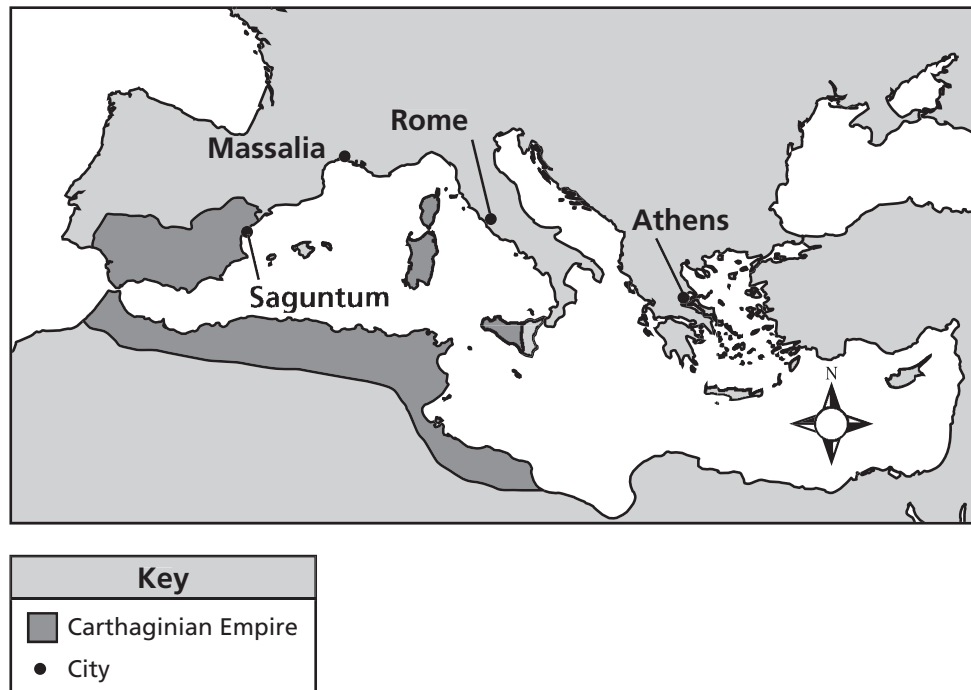 Rome
Massalia
Athens
Saguntum
N
Key
Carthaginian Empire
City